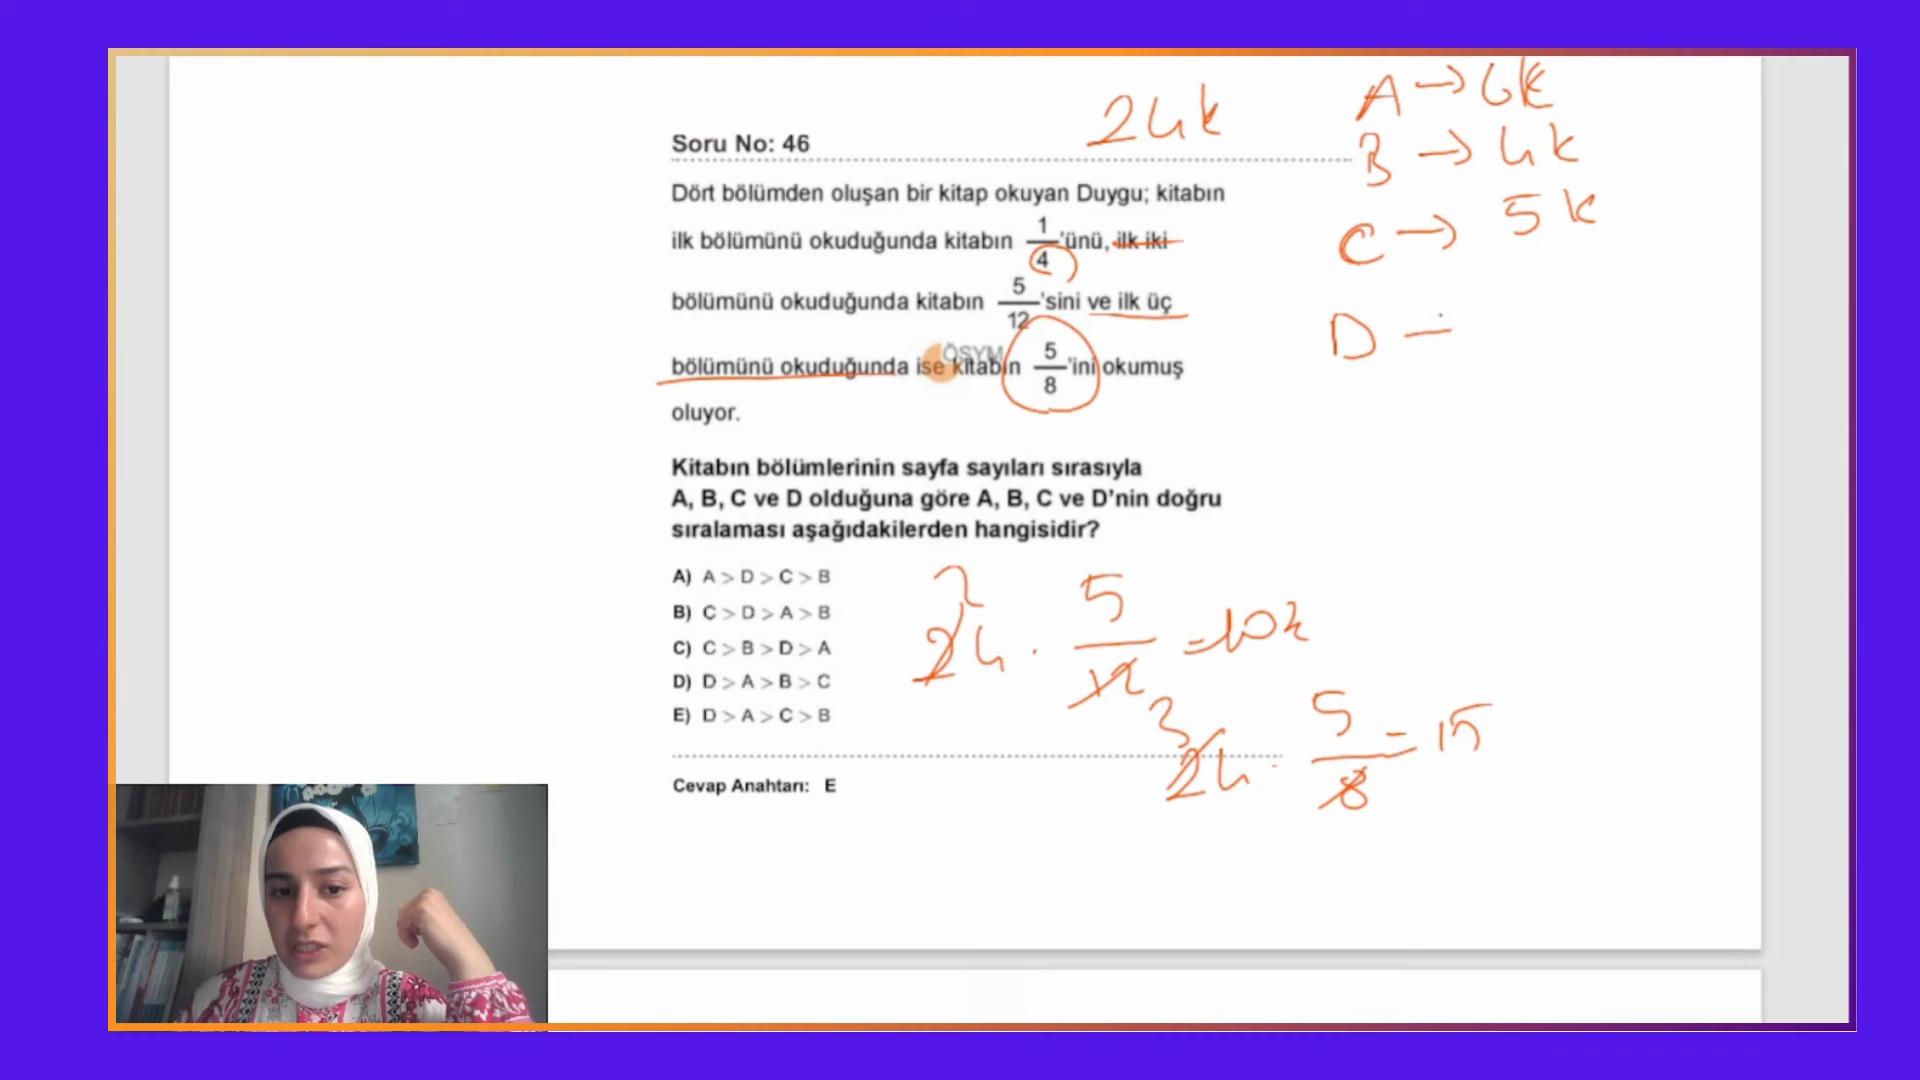 24k
A → 6k
B → 4k
C → 5k
D –
Soru No: 46
Dört bölümden oluşan bir kitap okuyan Duygu; kitabın
ilk bölümünü okuduğunda kitabın 1/4 'ünü, ilk iki
bölümünü okuduğunda kitabın 5/12 'sini ve ilk üç
ÖSYM
bölümünü okuduğunda ise kitabın 5/8 'ini okumuş
oluyor.
Kitabın bölümlerinin sayfa sayıları sırasıyla
A, B, C ve D olduğuna göre A, B, C ve D'nin doğru
sıralaması aşağıdakilerden hangisidir?
A) A > D > C > B
B) C > D > A > B
C) C > B > D > A
D) D > A > B > C
E) D > A > C > B
2
24 · 5/12 = 10k
3
24 · 5/8 = 15
Cevap Anahtarı: E